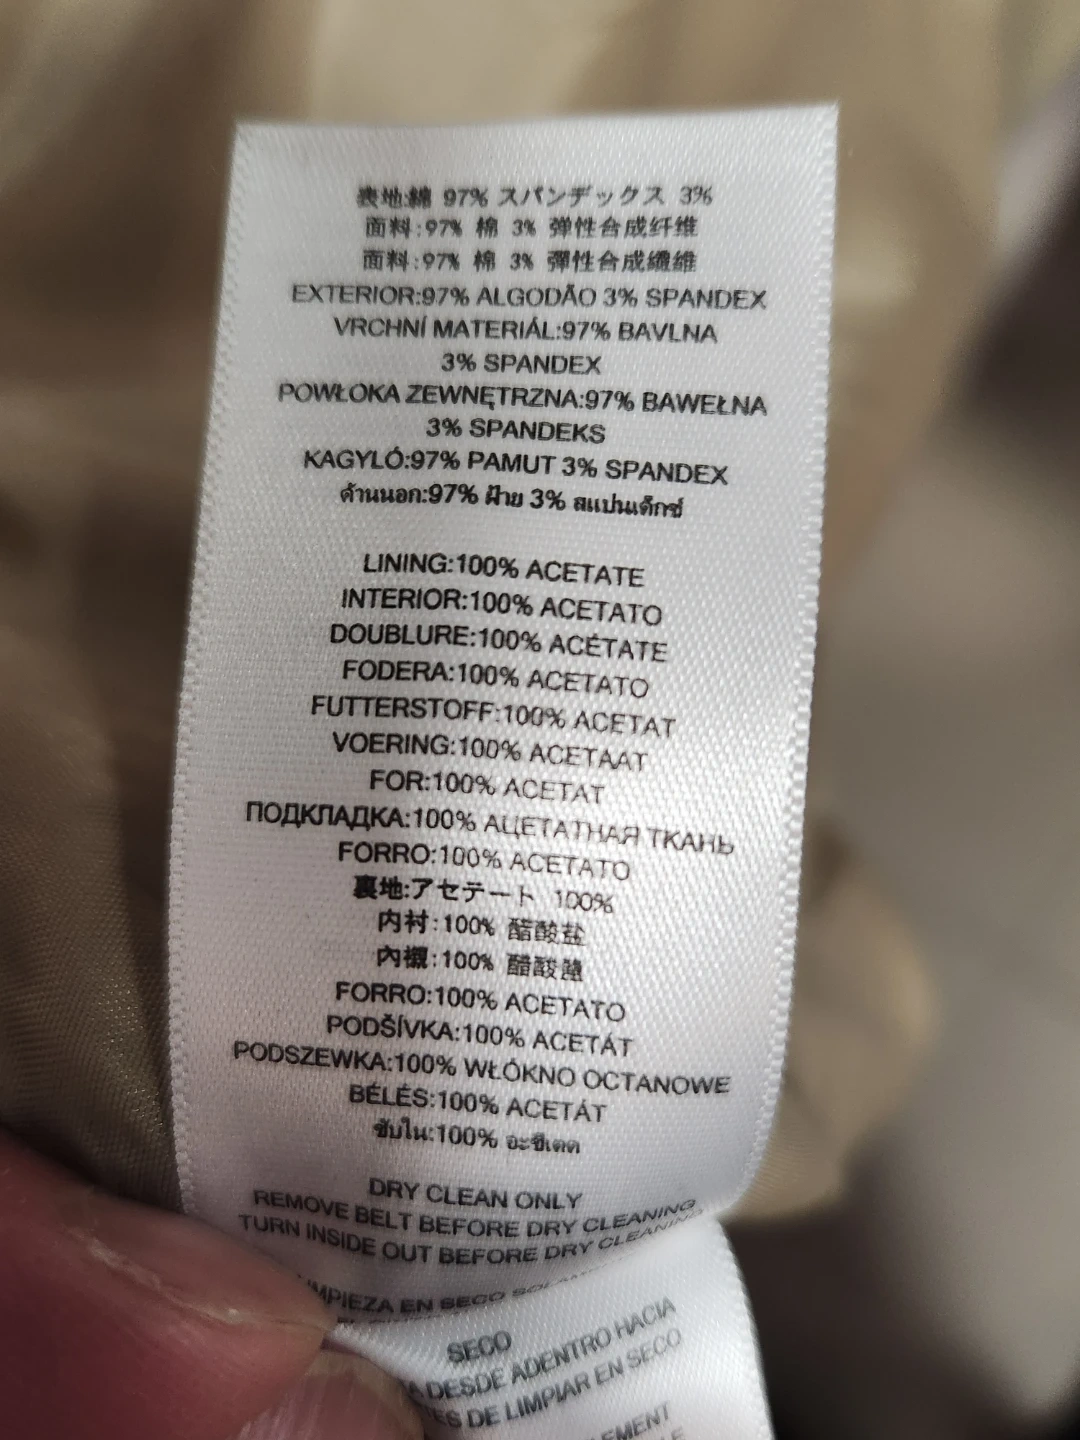 表地:綿 97% スパンデックス 3%
面料:97% 棉 3% 弹性合成纤维
面料:97% 棉 3% 彈性合成纖維
EXTERIOR:97% ALGODÃO 3% SPANDEX
VRCHNÍ MATERIÁL:97% BAVLNA
3% SPANDEX
POWŁOKA ZEWNĘTRZNA:97% BAWEŁNA
3% SPANDEKS
KAGYLÓ:97% PAMUT 3% SPANDEX
ด้านนอก:97% ฝ้าย 3% สแปนเด็กซ์
LINING:100% ACETATE
INTERIOR:100% ACETATO
DOUBLURE:100% ACÉTATE
FODERA:100% ACETATO
FUTTERSTOFF:100% ACETAT
VOERING:100% ACETAAT
FOR:100% ACETAT
ПОДКЛАДКА:100% АЦЕТАТНАЯ ТКАНЬ
FORRO:100% ACETATO
裏地:アセテート 100%
内衬:100% 醋酸盐
內襯:100% 醋酸鹽
FORRO:100% ACETATO
PODŠÍVKA:100% ACETÁT
PODSZEWKA:100% WŁÓKNO OCTANOWE
BÉLÉS:100% ACETÁT
ซับใน:100% อะซีเตต
DRY CLEAN ONLY
REMOVE BELT BEFORE DRY CLEANING
TURN INSIDE OUT BEFORE DRY CLEANING
EN SECO
SECO
DESDE ADENTRO HACIA
DE LIMPIAR EN SECO